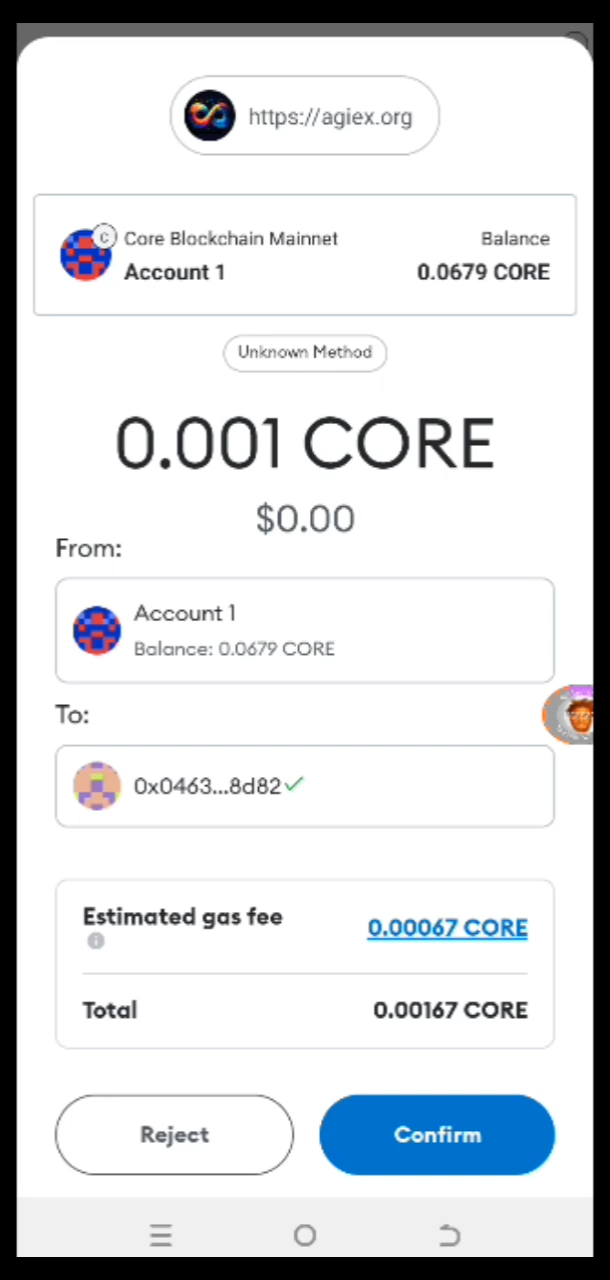 https://agiex.org
C
Core Blockchain Mainnet
Balance
Account 1
0.0679 CORE
Unknown Method
0.001 CORE
$0.00
From:
Account 1
Balance: 0.0679 CORE
To:
0x0463...8d82
Estimated gas fee
0.00067 CORE
Total
0.00167 CORE
Reject
Confirm